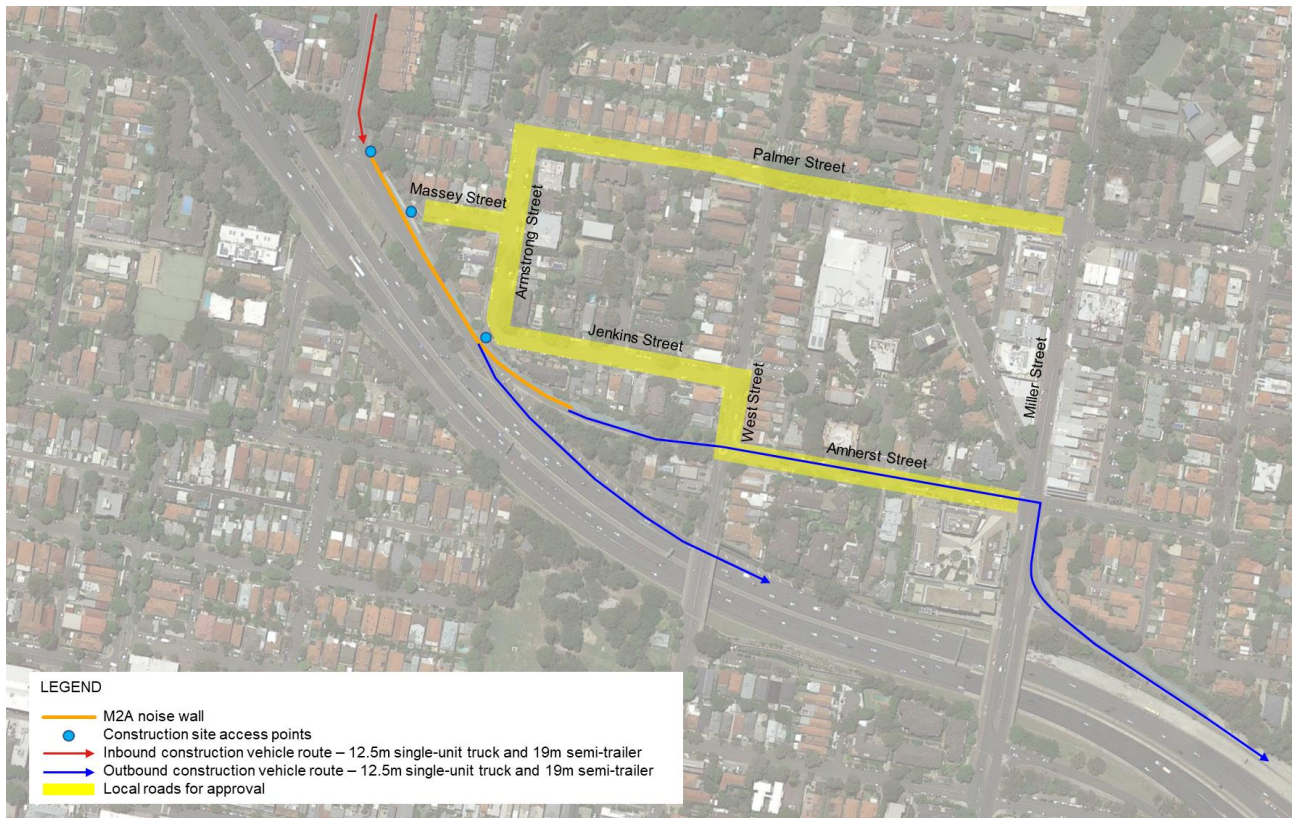 Palmer Street
Massey Street
Armstrong Street
Jenkins Street
Miller Street
West Street
Amherst Street
LEGEND
M2A noise wall
Construction site access points
Inbound construction vehicle route – 12.5m single-unit truck and 19m semi-trailer
Outbound construction vehicle route – 12.5m single-unit truck and 19m semi-trailer
Local roads for approval